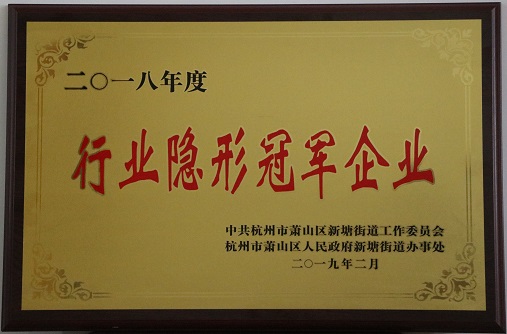 二〇一八年度
行业隐形冠军企业
中共杭州市萧山区新塘街道工作委员会
杭州市萧山区人民政府新塘街道办事处
二〇一九年二月